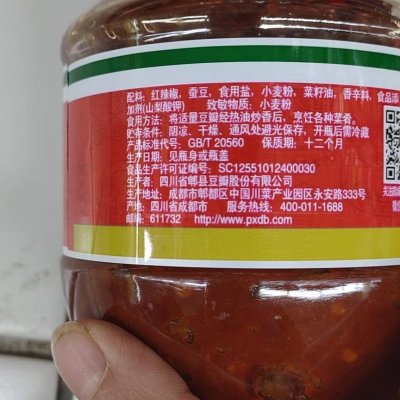 配料: 红辣椒, 蚕豆, 食用盐, 小麦粉, 菜籽油, 香辛料, 食品添
加剂(山梨酸钾) 致敏物质: 小麦粉
食用方法: 将适量豆瓣经热油炒香后, 烹饪各种菜肴。
贮存条件: 阴凉、干燥、通风处避光保存, 开瓶后需冷藏
产品标准代号: GB/T 20560 保质期: 十二个月
生产日期: 见瓶身或瓶盖
食品生产许可证编号: SC12551012400030
生产者: 四川省郫县豆瓣股份有限公司
生产地址: 成都市郫都区中国川菜产业园区永安路333号
产地: 四川省成都市 服务热线: 400-011-1688
邮编: 611732 http://www.pxdb.com
关注